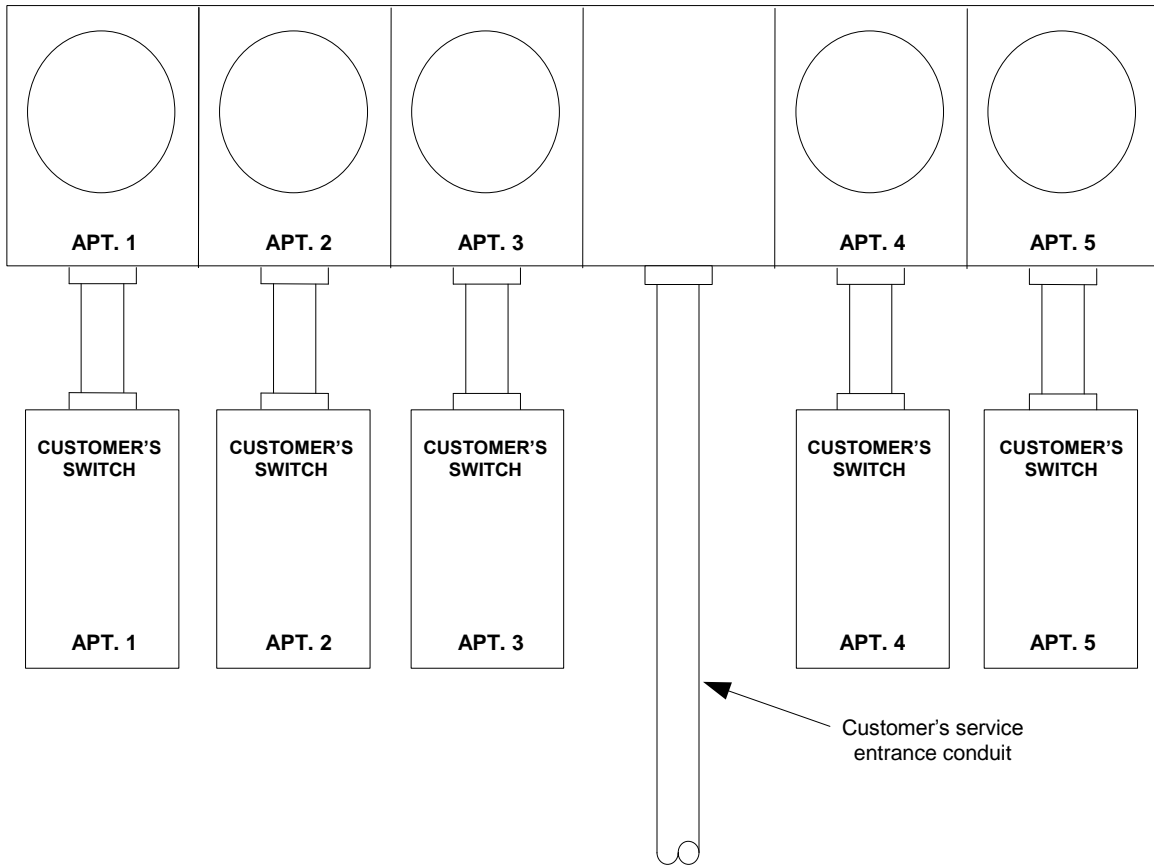 APT. 1
APT. 2
APT. 3
APT. 4
APT. 5
CUSTOMER'S
SWITCH
CUSTOMER'S
SWITCH
CUSTOMER'S
SWITCH
CUSTOMER'S
SWITCH
CUSTOMER'S
SWITCH
APT. 1
APT. 2
APT. 3
APT. 4
APT. 5
Customer's service
entrance conduit